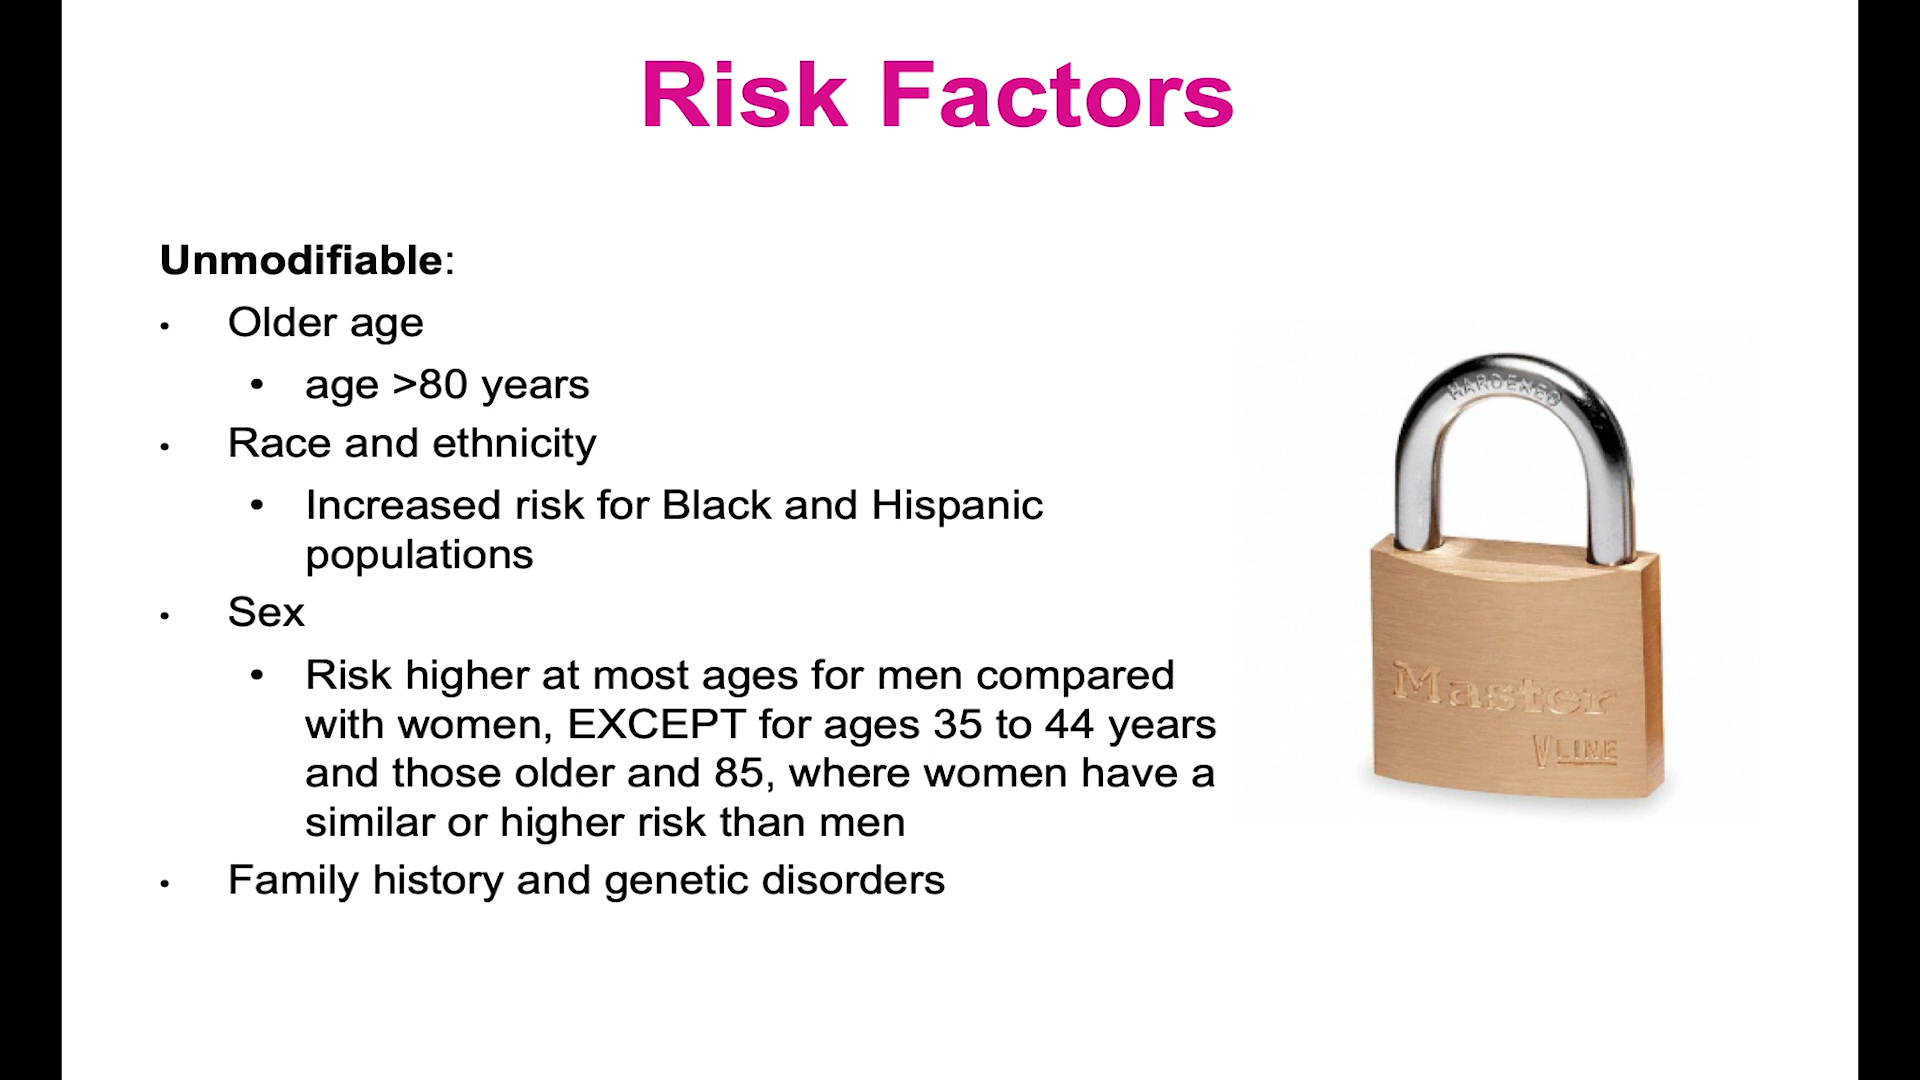 Risk Factors
Unmodifiable:
• Older age
• age >80 years
• Race and ethnicity
• Increased risk for Black and Hispanic
populations
• Sex
• Risk higher at most ages for men compared
with women, EXCEPT for ages 35 to 44 years
and those older and 85, where women have a
similar or higher risk than men
• Family history and genetic disorders
HARDENED
Master
V LINE